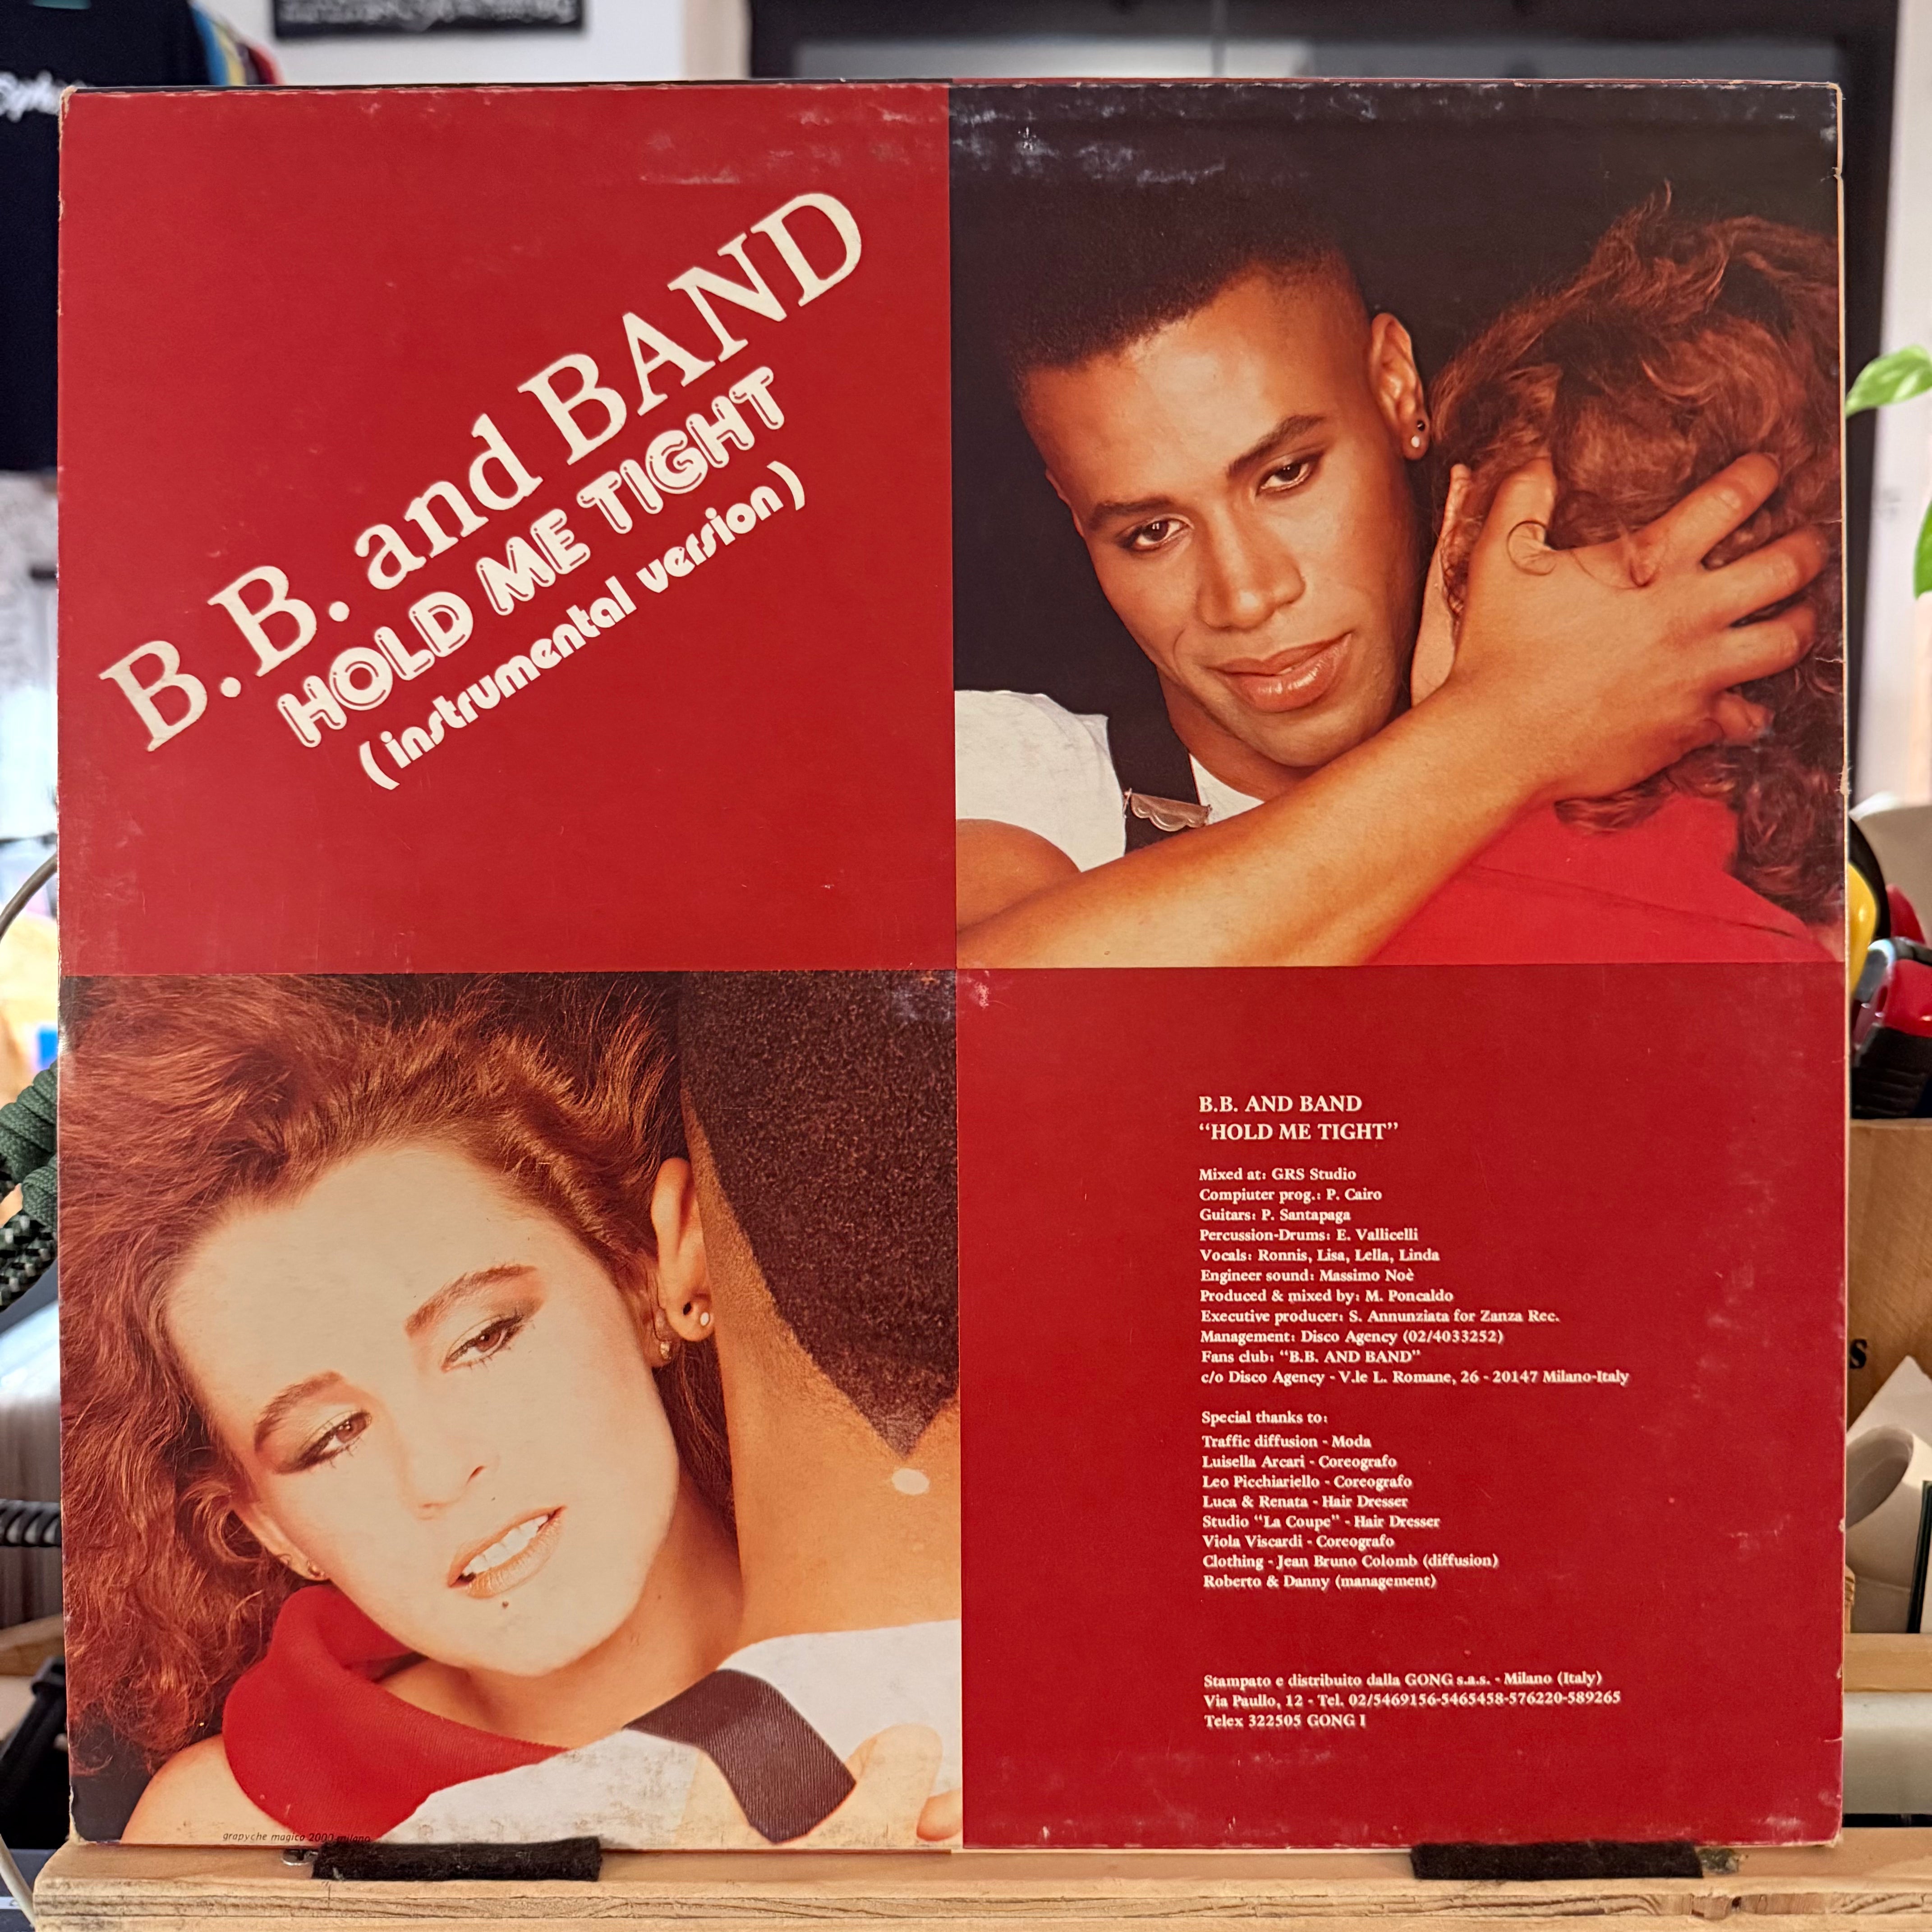 B.B. and BAND
HOLD ME TIGHT
(instrumental version)
B.B. AND BAND
“HOLD ME TIGHT”
Mixed at: GRS Studio
Compiuter prog.: P. Cairo
Guitars: P. Santapaga
Percussion-Drums: E. Vallicelli
Vocals: Ronnis, Lisa, Lella, Linda
Engineer sound: Massimo Noè
Produced & mixed by: M. Poncaldo
Executive producer: S. Annunziata for Zanza Rec.
Management: Disco Agency (02/4033252)
Fans club: “B.B. AND BAND”
c/o Disco Agency - V.le L. Romane, 26 - 20147 Milano-Italy
Special thanks to:
Traffic diffusion - Moda
Luisella Arcari - Coreografo
Leo Picchiariello - Coreografo
Luca & Renata - Hair Dresser
Studio “La Coupe” - Hair Dresser
Viola Viscardi - Coreografo
Clothing - Jean Bruno Colomb (diffusion)
Roberto & Danny (management)
Stampato e distribuito dalla GONG s.a.s. - Milano (Italy)
Via Paullo, 12 - Tel. 02/5469156-5465458-576220-589265
Telex 322505 GONG I
grapyche magico 2000 milano